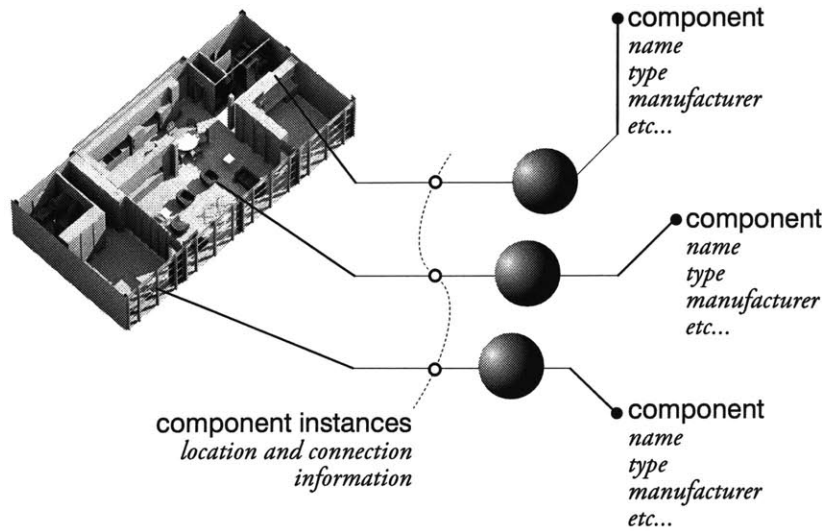 component
name
type
manufacturer
etc...
component
name
type
manufacturer
etc...
component instances
location and connection
information
component
name
type
manufacturer
etc...